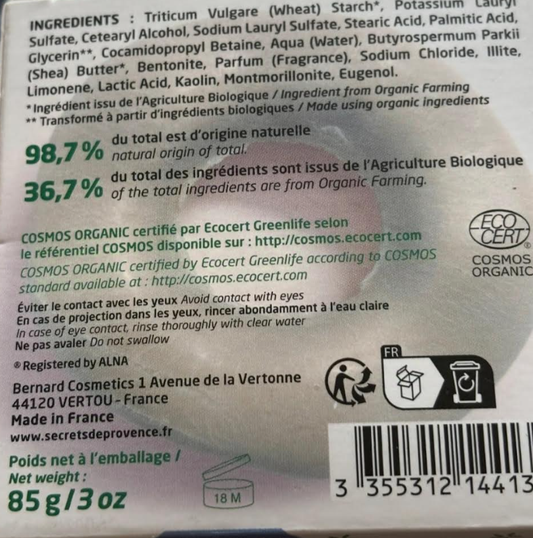 INGREDIENTS : Triticum Vulgare (Wheat) Starch*, Potassium Lauryl
Sulfate, Cetearyl Alcohol, Sodium Lauryl Sulfate, Stearic Acid, Palmitic Acid,
Glycerin**, Cocamidopropyl Betaine, Aqua (Water), Butyrospermum Parkii
(Shea) Butter*, Bentonite, Parfum (Fragrance), Sodium Chloride, Illite,
Limonene, Lactic Acid, Kaolin, Montmorillonite, Eugenol.
*Ingrédient issu de l'Agriculture Biologique / Ingredient from Organic Farming
** Transformé à partir d'ingrédients biologiques / Made using organic ingredients
98,7% du total est d'origine naturelle
natural origin of total.
36,7% du total des ingrédients sont issus de l'Agriculture Biologique
of the total ingredients are from Organic Farming.
COSMOS ORGANIC certifié par Ecocert Greenlife selon
le référentiel COSMOS disponible sur : http://cosmos.ecocert.com
COSMOS ORGANIC certified by Ecocert Greenlife according to COSMOS
standard available at : http://cosmos.ecocert.com
ECO
CERT®
COSMOS
ORGANIC
Éviter le contact avec les yeux Avoid contact with eyes
En cas de projection dans les yeux, rincer abondamment à l'eau claire
In case of eye contact, rinse thoroughly with clear water
Ne pas avaler Do not swallow
® Registered by ALNA
Bernard Cosmetics 1 Avenue de la Vertonne
44120 VERTOU - France
Made in France
www.secretsdeprovence.fr
FR
Poids net à l'emballage /
Net weight :
85 g/3 oz
18 M
3 355312 14413